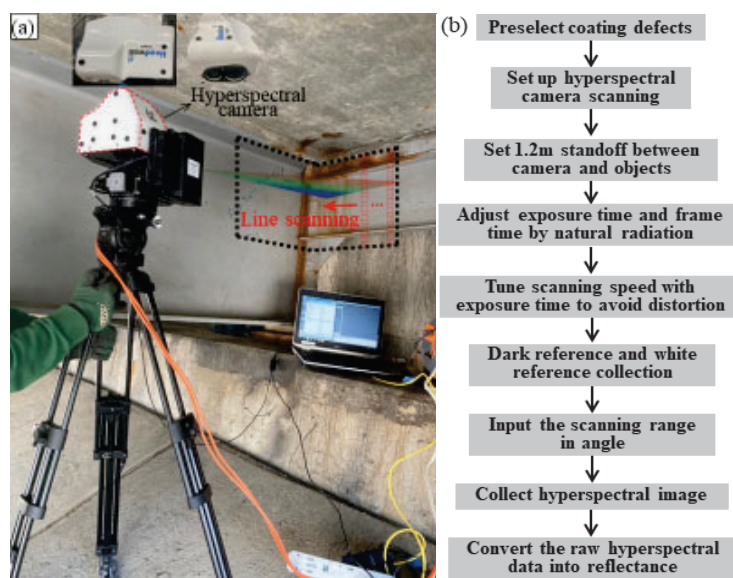 (a)
Headwall
Hyperspectral
camera
Line scanning
...
(b)
Preselect coating defects
Set up hyperspectral
camera scanning
Set 1.2m standoff between
camera and objects
Adjust exposure time and frame
time by natural radiation
Tune scanning speed with
exposure time to avoid distortion
Dark reference and white
reference collection
Input the scanning range
in angle
Collect hyperspectral image
Convert the raw hyperspectral
data into reflectance